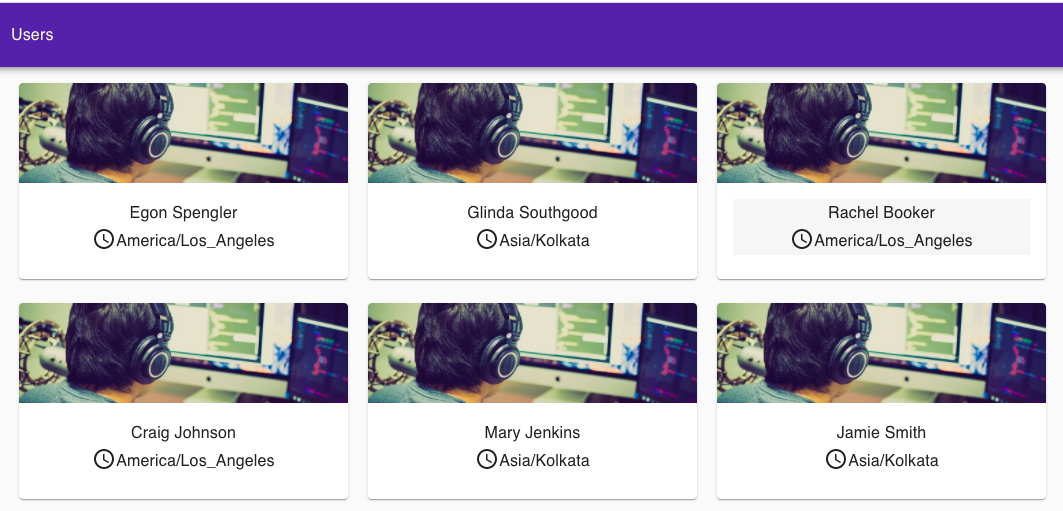 Users
Egon Spengler
America/Los_Angeles
Glinda Southgood
Asia/Kolkata
Rachel Booker
America/Los_Angeles
Craig Johnson
America/Los_Angeles
Mary Jenkins
Asia/Kolkata
Jamie Smith
Asia/Kolkata